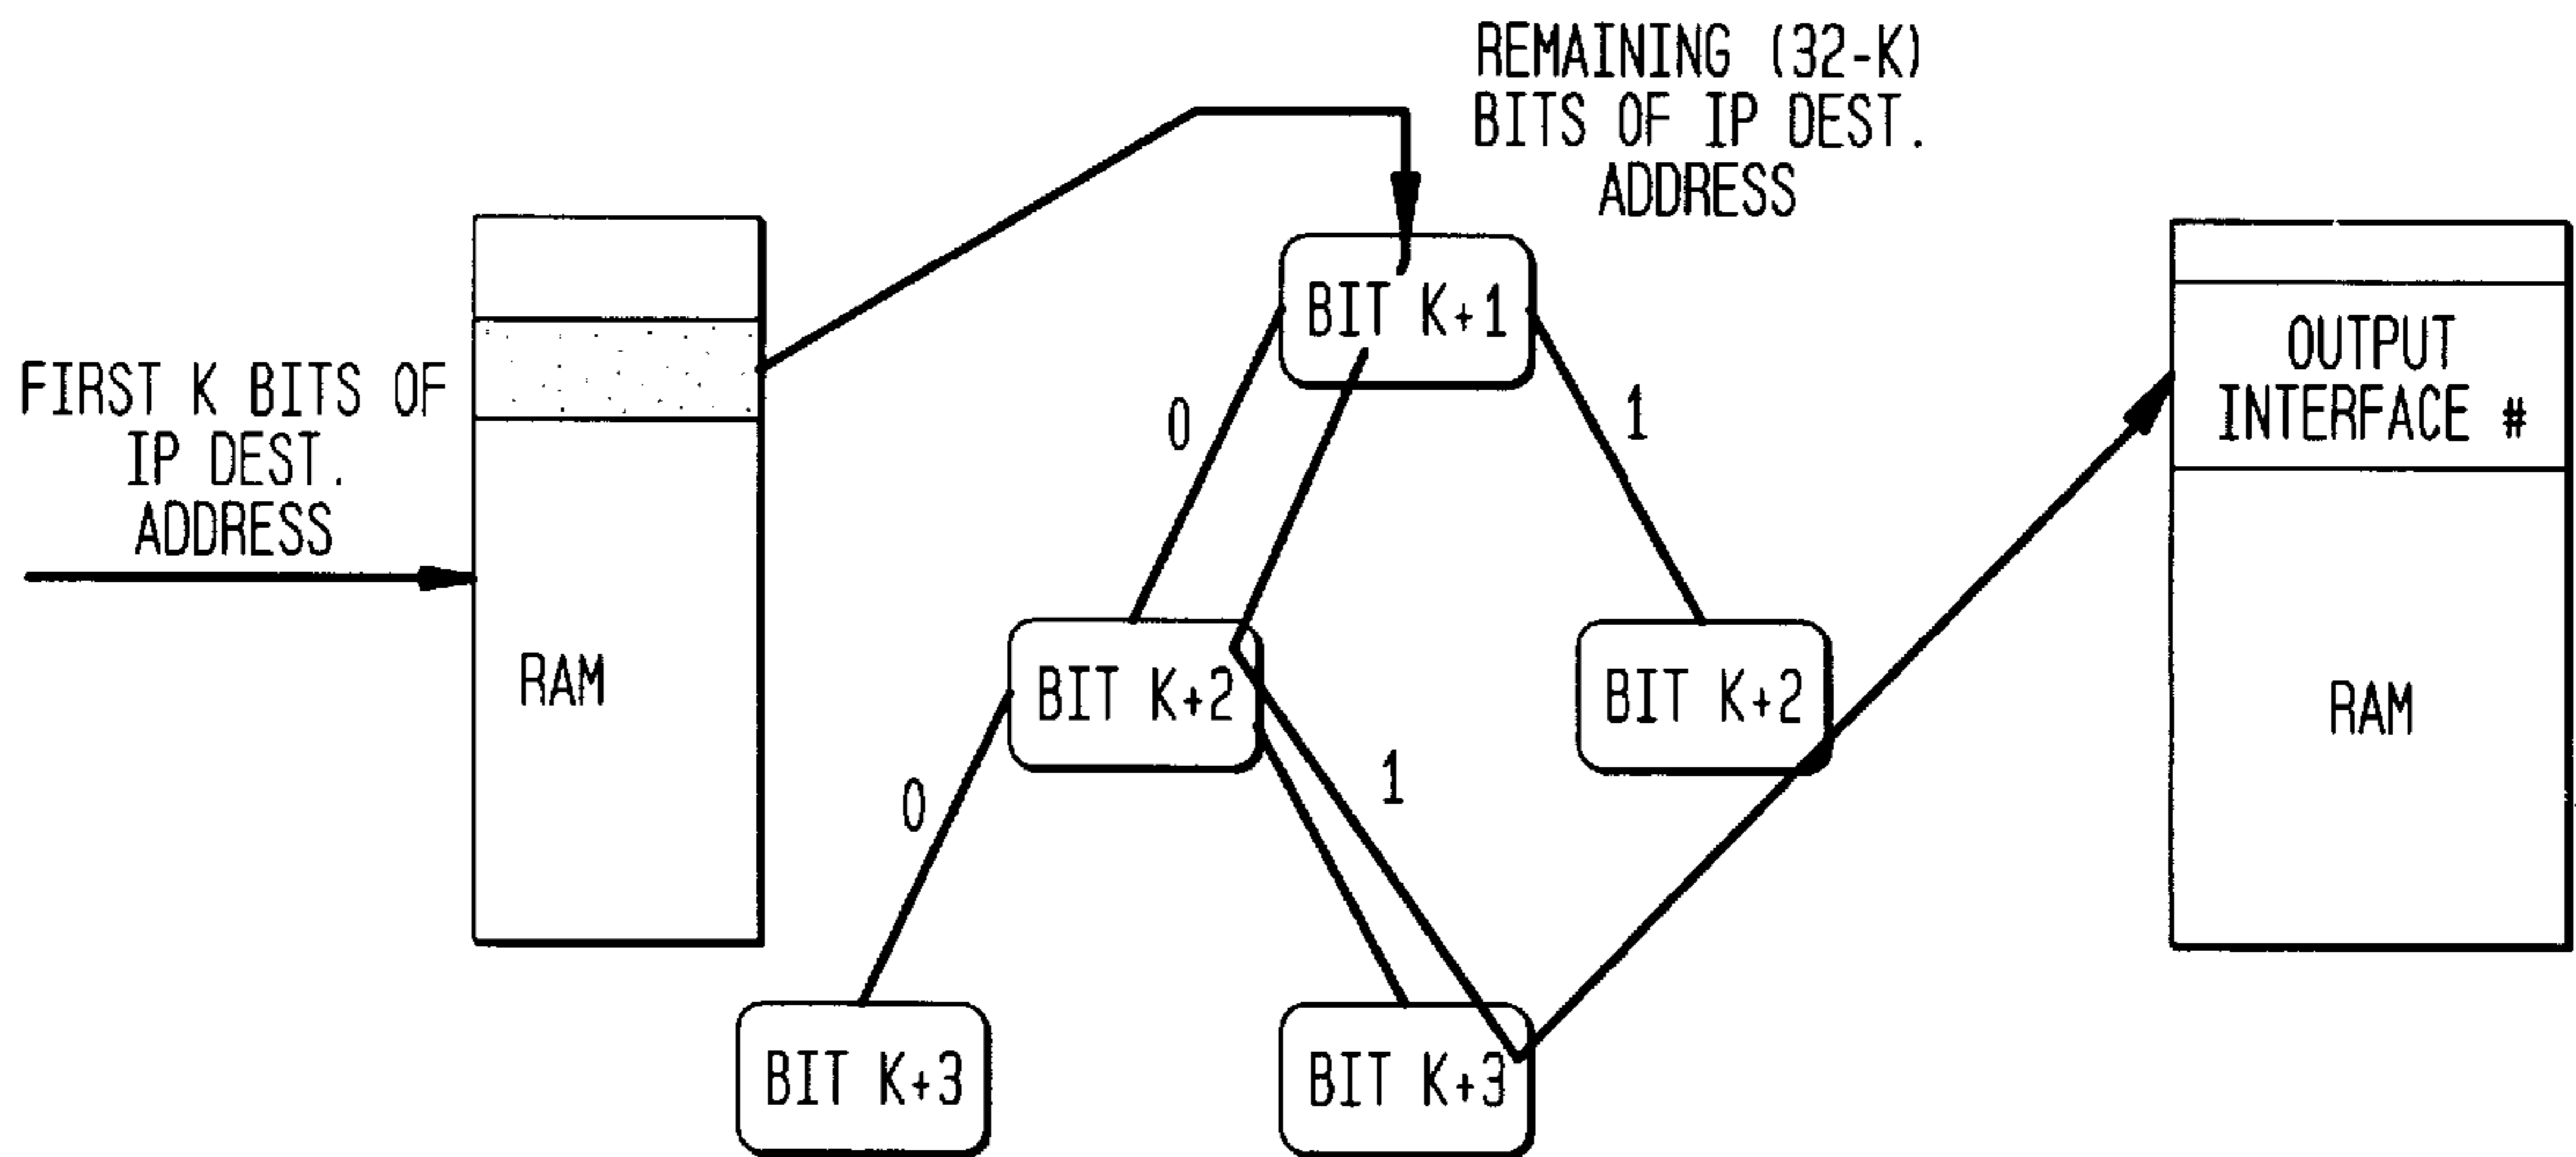 REMAINING (32-K)
BITS OF IP DEST.
ADDRESS
FIRST K BITS OF
IP DEST.
ADDRESS
RAM
BIT K+1
0
1
BIT K+2
BIT K+2
0
1
BIT K+3
BIT K+3
OUTPUT
INTERFACE #
RAM